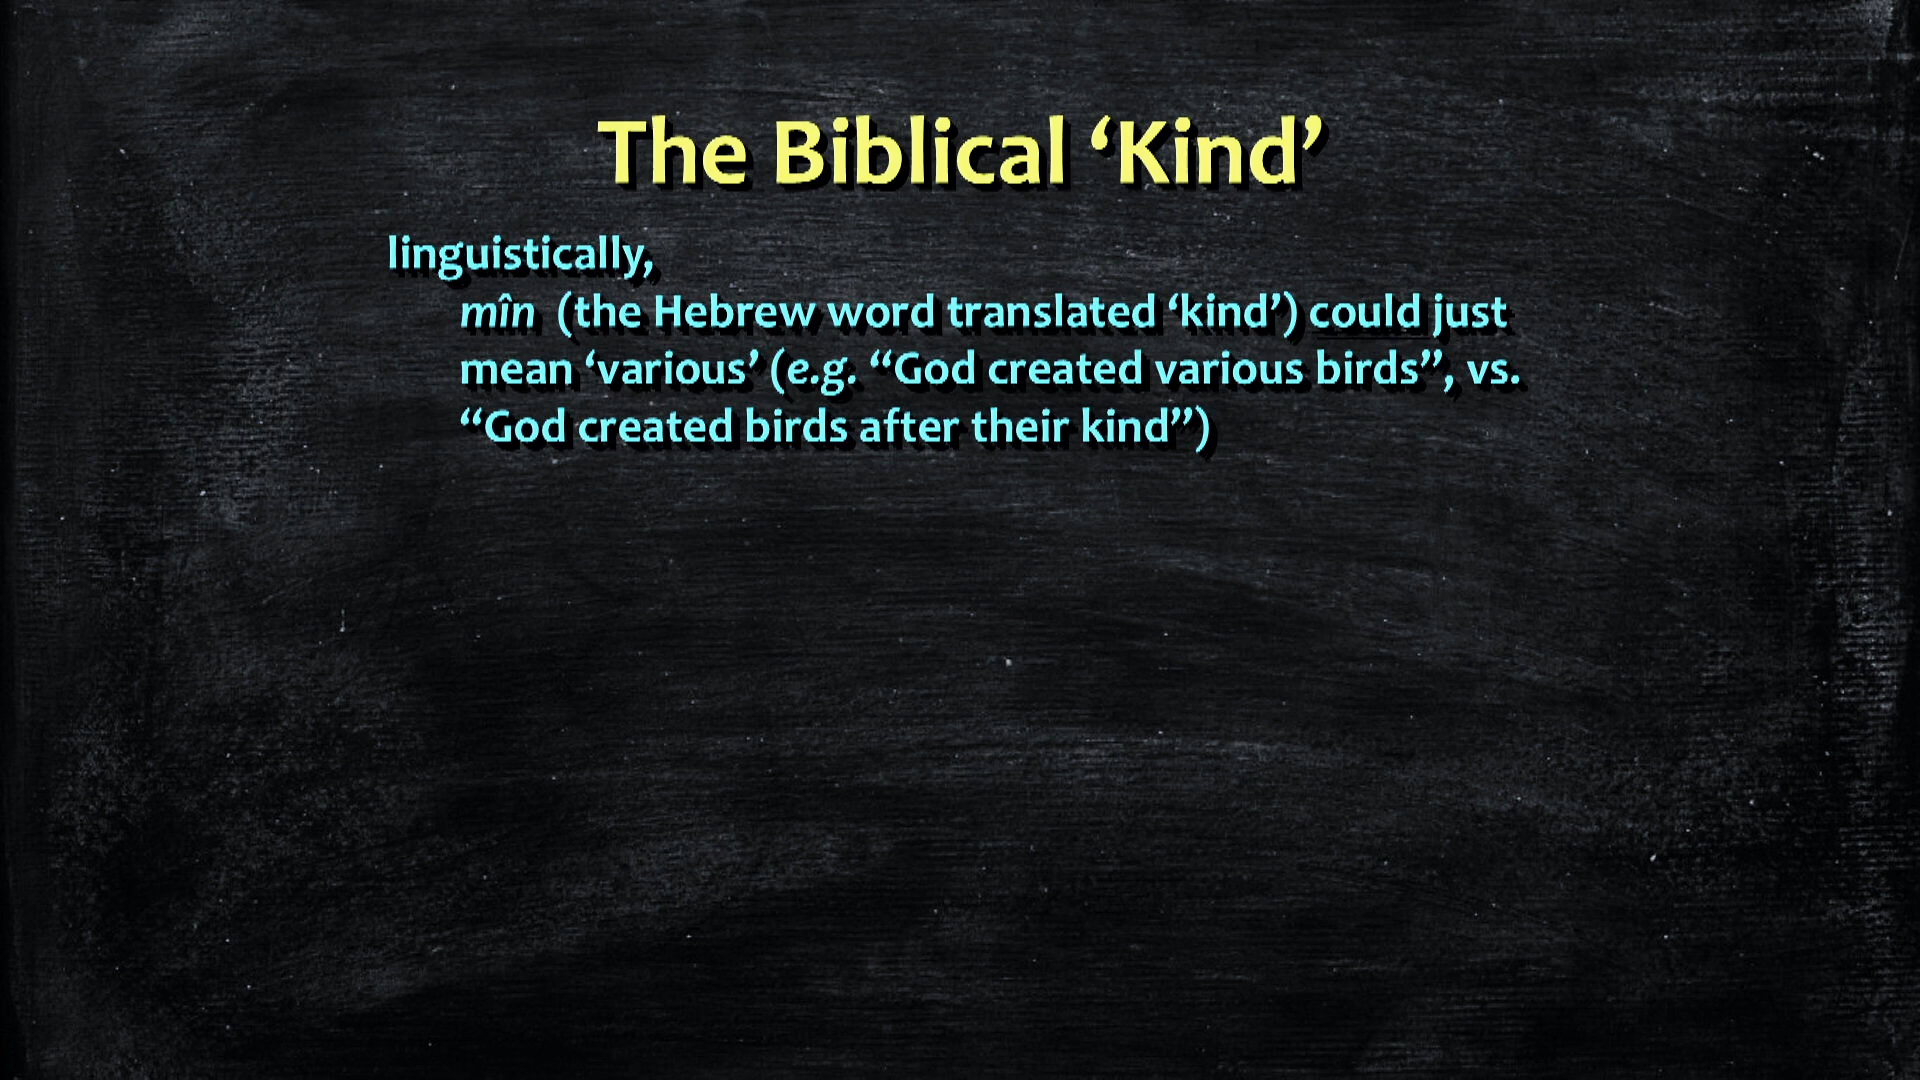 The Biblical ‘Kind’
linguistically,
mîn (the Hebrew word translated ‘kind’) could just
mean ‘various’ (e.g. “God created various birds”, vs.
“God created birds after their kind”)